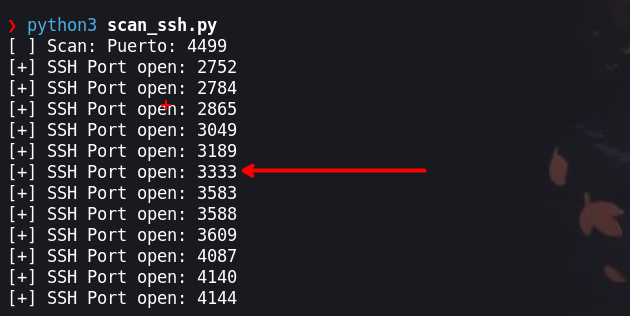 ❯ python3 scan_ssh.py
[ ] Scan: Puerto: 4499
[+] SSH Port open: 2752
[+] SSH Port open: 2784
[+] SSH Port open: 2865
[+] SSH Port open: 3049
[+] SSH Port open: 3189
[+] SSH Port open: 3333
[+] SSH Port open: 3583
[+] SSH Port open: 3588
[+] SSH Port open: 3609
[+] SSH Port open: 4087
[+] SSH Port open: 4140
[+] SSH Port open: 4144